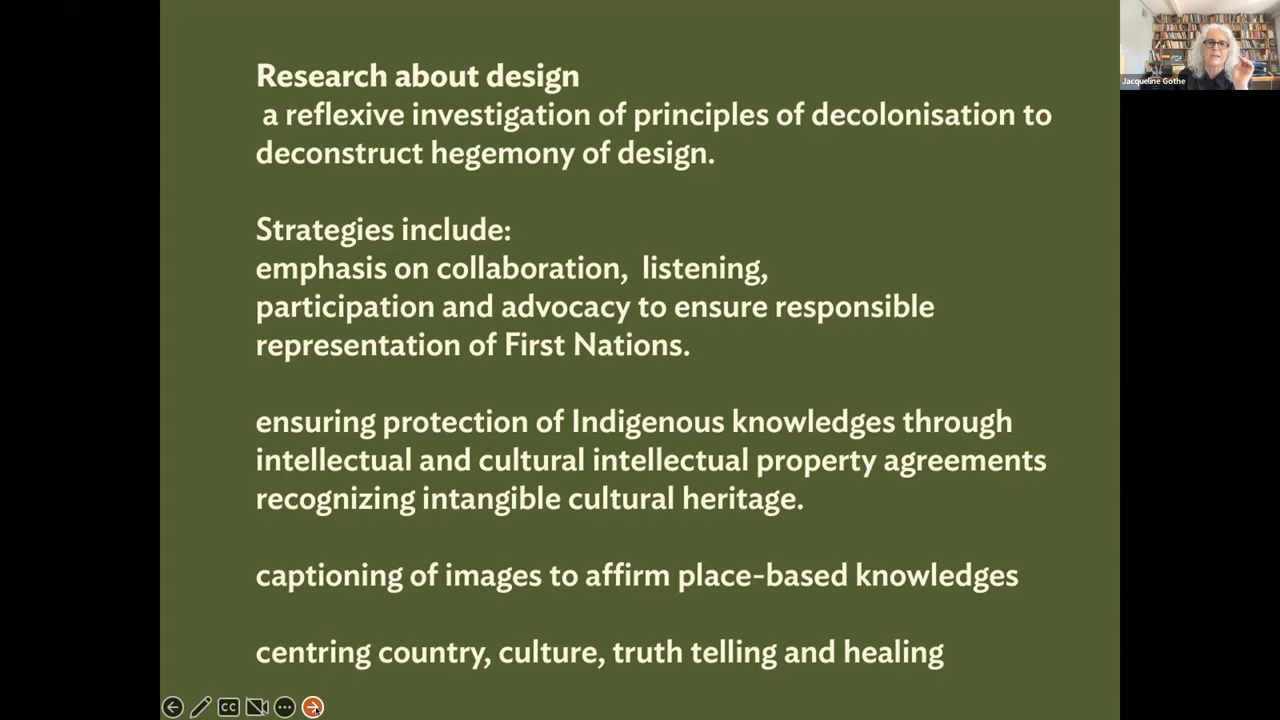 Research about design
a reflexive investigation of principles of decolonisation to
deconstruct hegemony of design.
Strategies include:
emphasis on collaboration, listening,
participation and advocacy to ensure responsible
representation of First Nations.
ensuring protection of Indigenous knowledges through
intellectual and cultural intellectual property agreements
recognizing intangible cultural heritage.
captioning of images to affirm place-based knowledges
centring country, culture, truth telling and healing
Jacqueline Gothe
CC